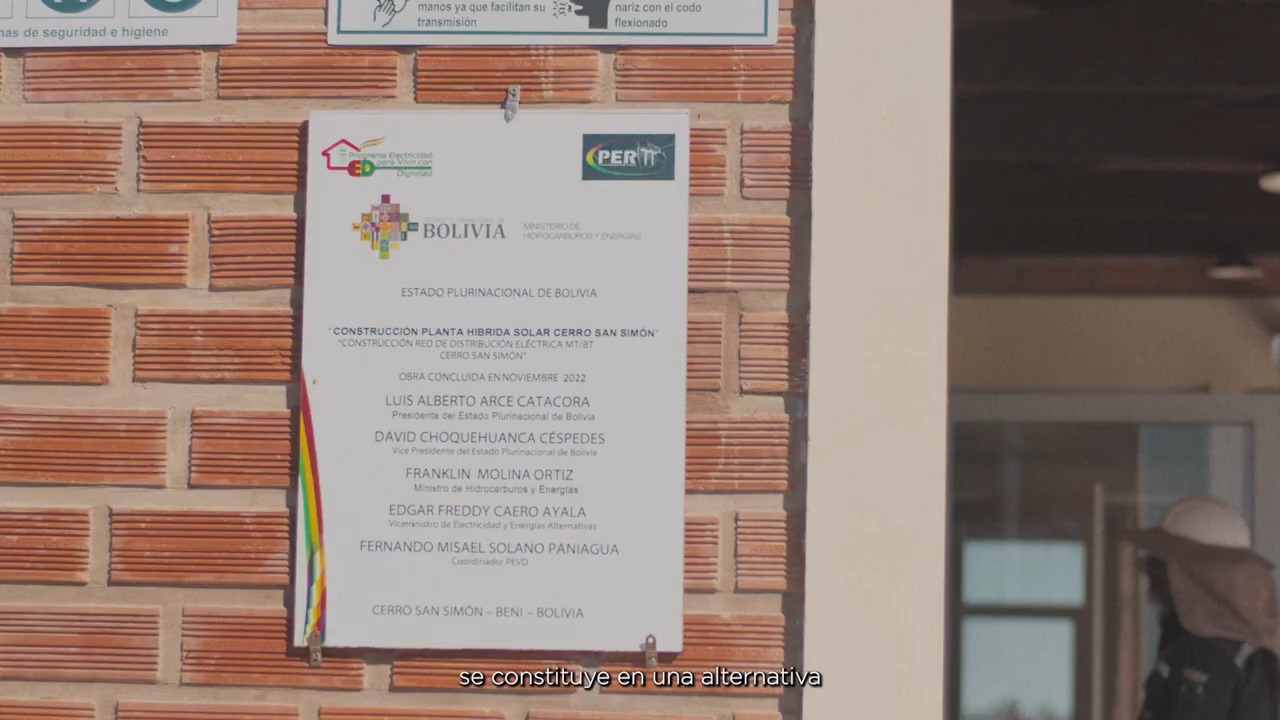 mas de seguridad e higiene
manos ya que facilitan su
transmisión
nariz con el codo
flexionado
Programa Electricidad
para Vivir con
Dignidad
PER
ESTADO PLURINACIONAL DE
BOLIVIA
MINISTERIO DE
HIDROCARBUROS Y ENERGÍAS
ESTADO PLURINACIONAL DE BOLIVIA
"CONSTRUCCIÓN PLANTA HIBRIDA SOLAR CERRO SAN SIMÓN"
"CONSTRUCCIÓN RED DE DISTRIBUCIÓN ELÉCTRICA MT/BT
CERRO SAN SIMÓN"
OBRA CONCLUIDA EN NOVIEMBRE 2022
LUIS ALBERTO ARCE CATACORA
Presidente del Estado Plurinacional de Bolivia
DAVID CHOQUEHUANCA CÉSPEDES
Vice Presidente del Estado Plurinacional de Bolivia
FRANKLIN MOLINA ORTIZ
Ministro de Hidrocarburos y Energías
EDGAR FREDDY CAERO AYALA
Viceministro de Electricidad y Energías Alternativas
FERNANDO MISAEL SOLANO PANIAGUA
Coordinador PEVD
CERRO SAN SIMÓN – BENI – BOLIVIA
se constituye en una alternativa